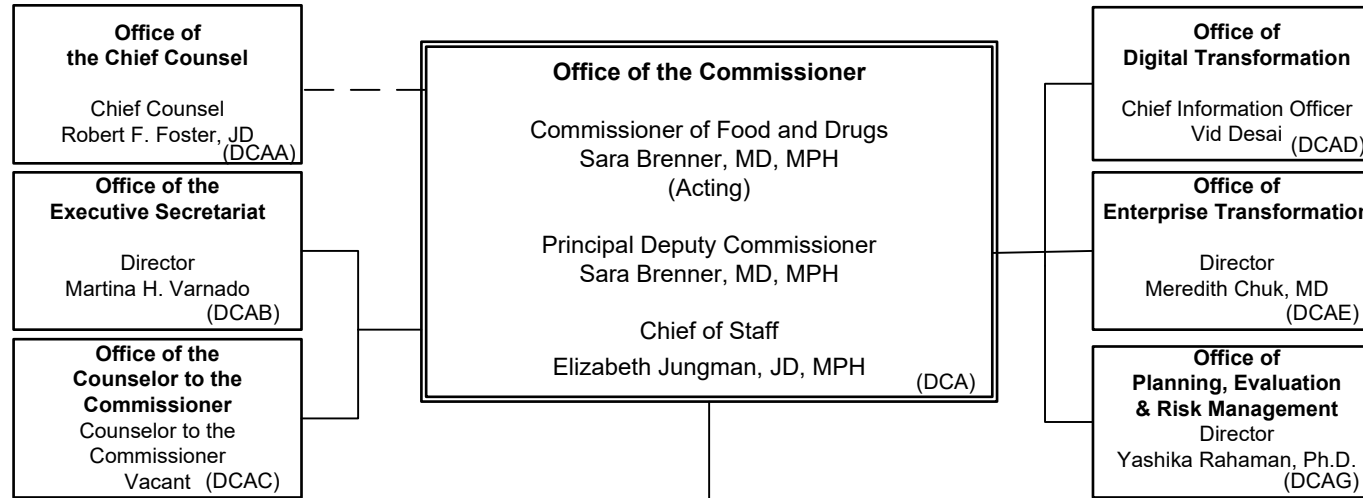 Office of
the Chief Counsel
Chief Counsel
Robert F. Foster, JD
(DCAA)
Office of the
Executive Secretariat
Director
Martina H. Varnado
(DCAB)
Office of the
Counselor to the
Commissioner
Counselor to the
Commissioner
Vacant (DCAC)
Office of the Commissioner
Commissioner of Food and Drugs
Sara Brenner, MD, MPH
(Acting)
Principal Deputy Commissioner
Sara Brenner, MD, MPH
Chief of Staff
Elizabeth Jungman, JD, MPH
(DCA)
Office of
Digital Transformation
Chief Information Officer
Vid Desai (DCAD)
Office of
Enterprise Transformation
Director
Meredith Chuk, MD
(DCAE)
Office of
Planning, Evaluation
& Risk Management
Director
Yashika Rahaman, Ph.D.
(DCAG)